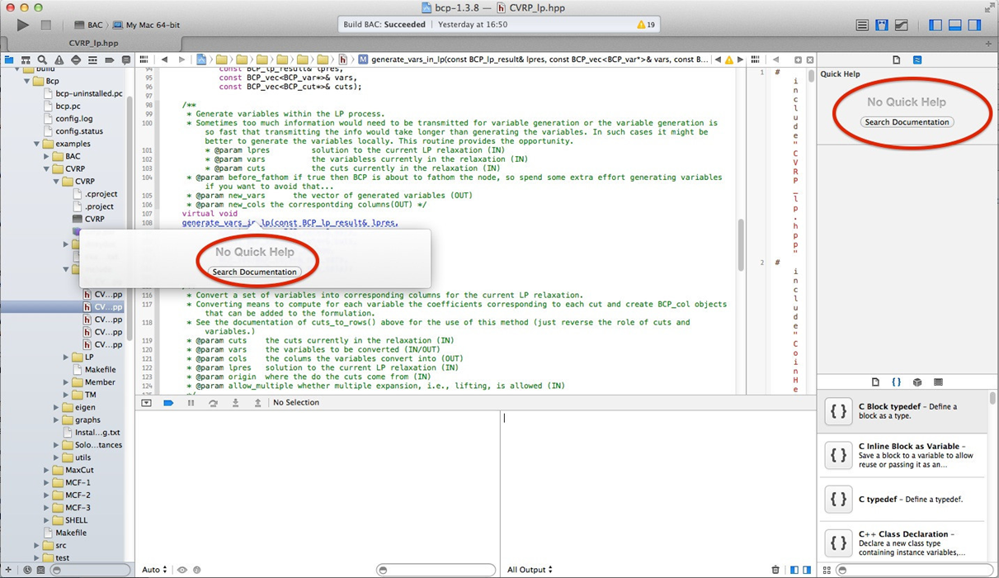 bcp-1.3.8 — CVRP_lp.hpp
BAC
My Mac 64-bit
Build BAC: Succeeded
Yesterday at 16:50
19
CVRP_lp.hpp
generate_vars_in_lp(const BCP_lp_result& lpres, const BCP_vec<BCP_var*>& vars, const B...
build
Bcp
bcp-uninstalled.pc
bcp.pc
config.log
config.status
examples
BAC
CVRP
CVRP
.cproject
.project
CVRP
CV...pp
CV...pp
CV...pp
CV...pp
CV...pp
LP
Makefile
Member
TM
eigen
graphs
Instal...g.txt
Solo...tances
utils
MaxCut
MCF-1
MCF-2
MCF-3
SHELL
Makefile
src
test
94 const BCP_lp_result& lpres,
95 const BCP_vec<BCP_var*>& vars,
96 const BCP_vec<BCP_cut*>& cuts);
97
98 /**
99 * Generate variables within the LP process.
100 * Sometimes too much information would need to be transmitted for variable generation or the variable generation is
so fast that transmitting the info would take longer than generating the variables. In such cases it might be
better to generate the variables locally. This routine provides the opportunity.
101 * @param lpres solution to the current LP relaxation (IN)
102 * @param vars the variabless currently in the relaxation (IN)
103 * @param cuts the cuts currently in the relaxation (IN)
104 * @param before_fathom if true then BCP is about to fathom the node, so spend some extra effort generating variables
if you want to avoid that...
105 * @param new_vars the vector of generated variables (OUT)
106 * @param new_cols the correspontding columns(OUT) */
107 virtual void
108 generate_vars_in_lp(const BCP_lp_result& lpres,
No Quick Help
Search Documentation
116 * Convert a set of variables into corresponding columns for the current LP relaxation.
117 * Converting means to compute for each variable the coefficients corresponding to each cut and create BCP_col objects
that can be added to the formulation.
118 * See the documentation of cuts_to_rows() above for the use of this method (just reverse the role of cuts and
variables.)
119 * @param cuts the cuts currently in the relaxation (IN)
120 * @param vars the variables to be converted (IN/OUT)
121 * @param cols the colums the variables convert into (OUT)
122 * @param lpres solution to the current LP relaxation (IN)
123 * @param origin where the do the cuts come from (IN)
124 * @param allow_multiple whether multiple expansion, i.e., lifting, is allowed (IN)
No Selection
Auto
All Output
1 #
i
n
c
l
u
d
e
"
C
V
R
P
_
l
p
.
h
p
p
"
2 #
i
n
c
l
u
d
e
"
C
o
i
n
H
e
Quick Help
No Quick Help
Search Documentation
{ }
{ } C Block typedef – Define a
block as a type.
{ } C Inline Block as Variable –
Save a block to a variable to allow
reuse or passing it as an...
{ } C typedef – Define a typedef.
{ } C++ Class Declaration –
Declare a new class type
containing instance variables,...